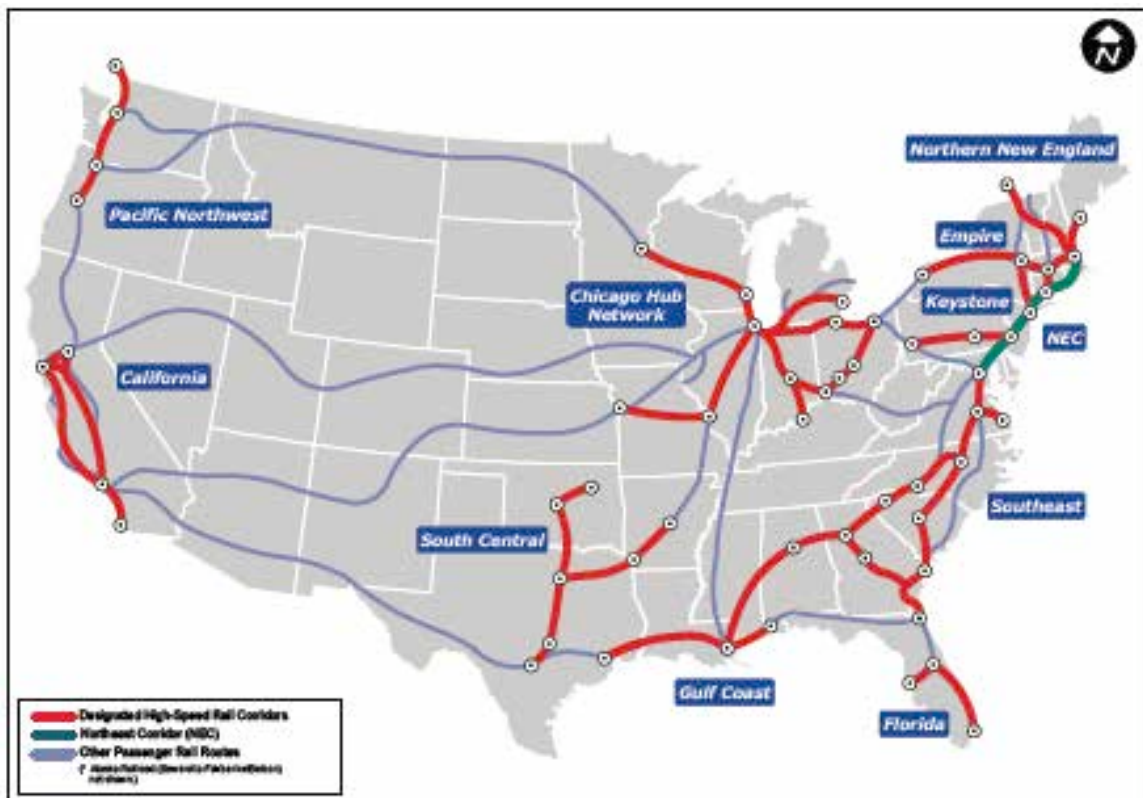 N
Northern New England
Pacific Northwest
Empire
Chicago Hub
Network
Keystone
NEC
California
South Central
Southeast
Gulf Coast
Florida
Designated High-Speed Rail Corridors
Northeast Corridor (NEC)
Other Passenger Rail Routes